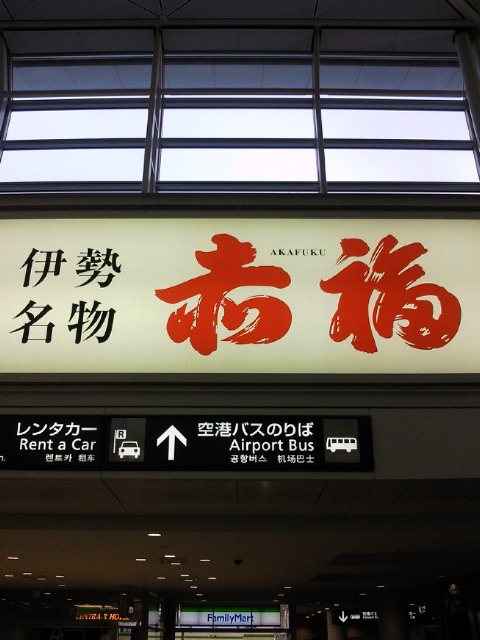 伊勢
名物
赤福
AKAFUKU
レンタカー
Rent a Car
렌트카 租车
R
空港バスのりば
Airport Bus
공항버스 机场巴士
FamilyMart